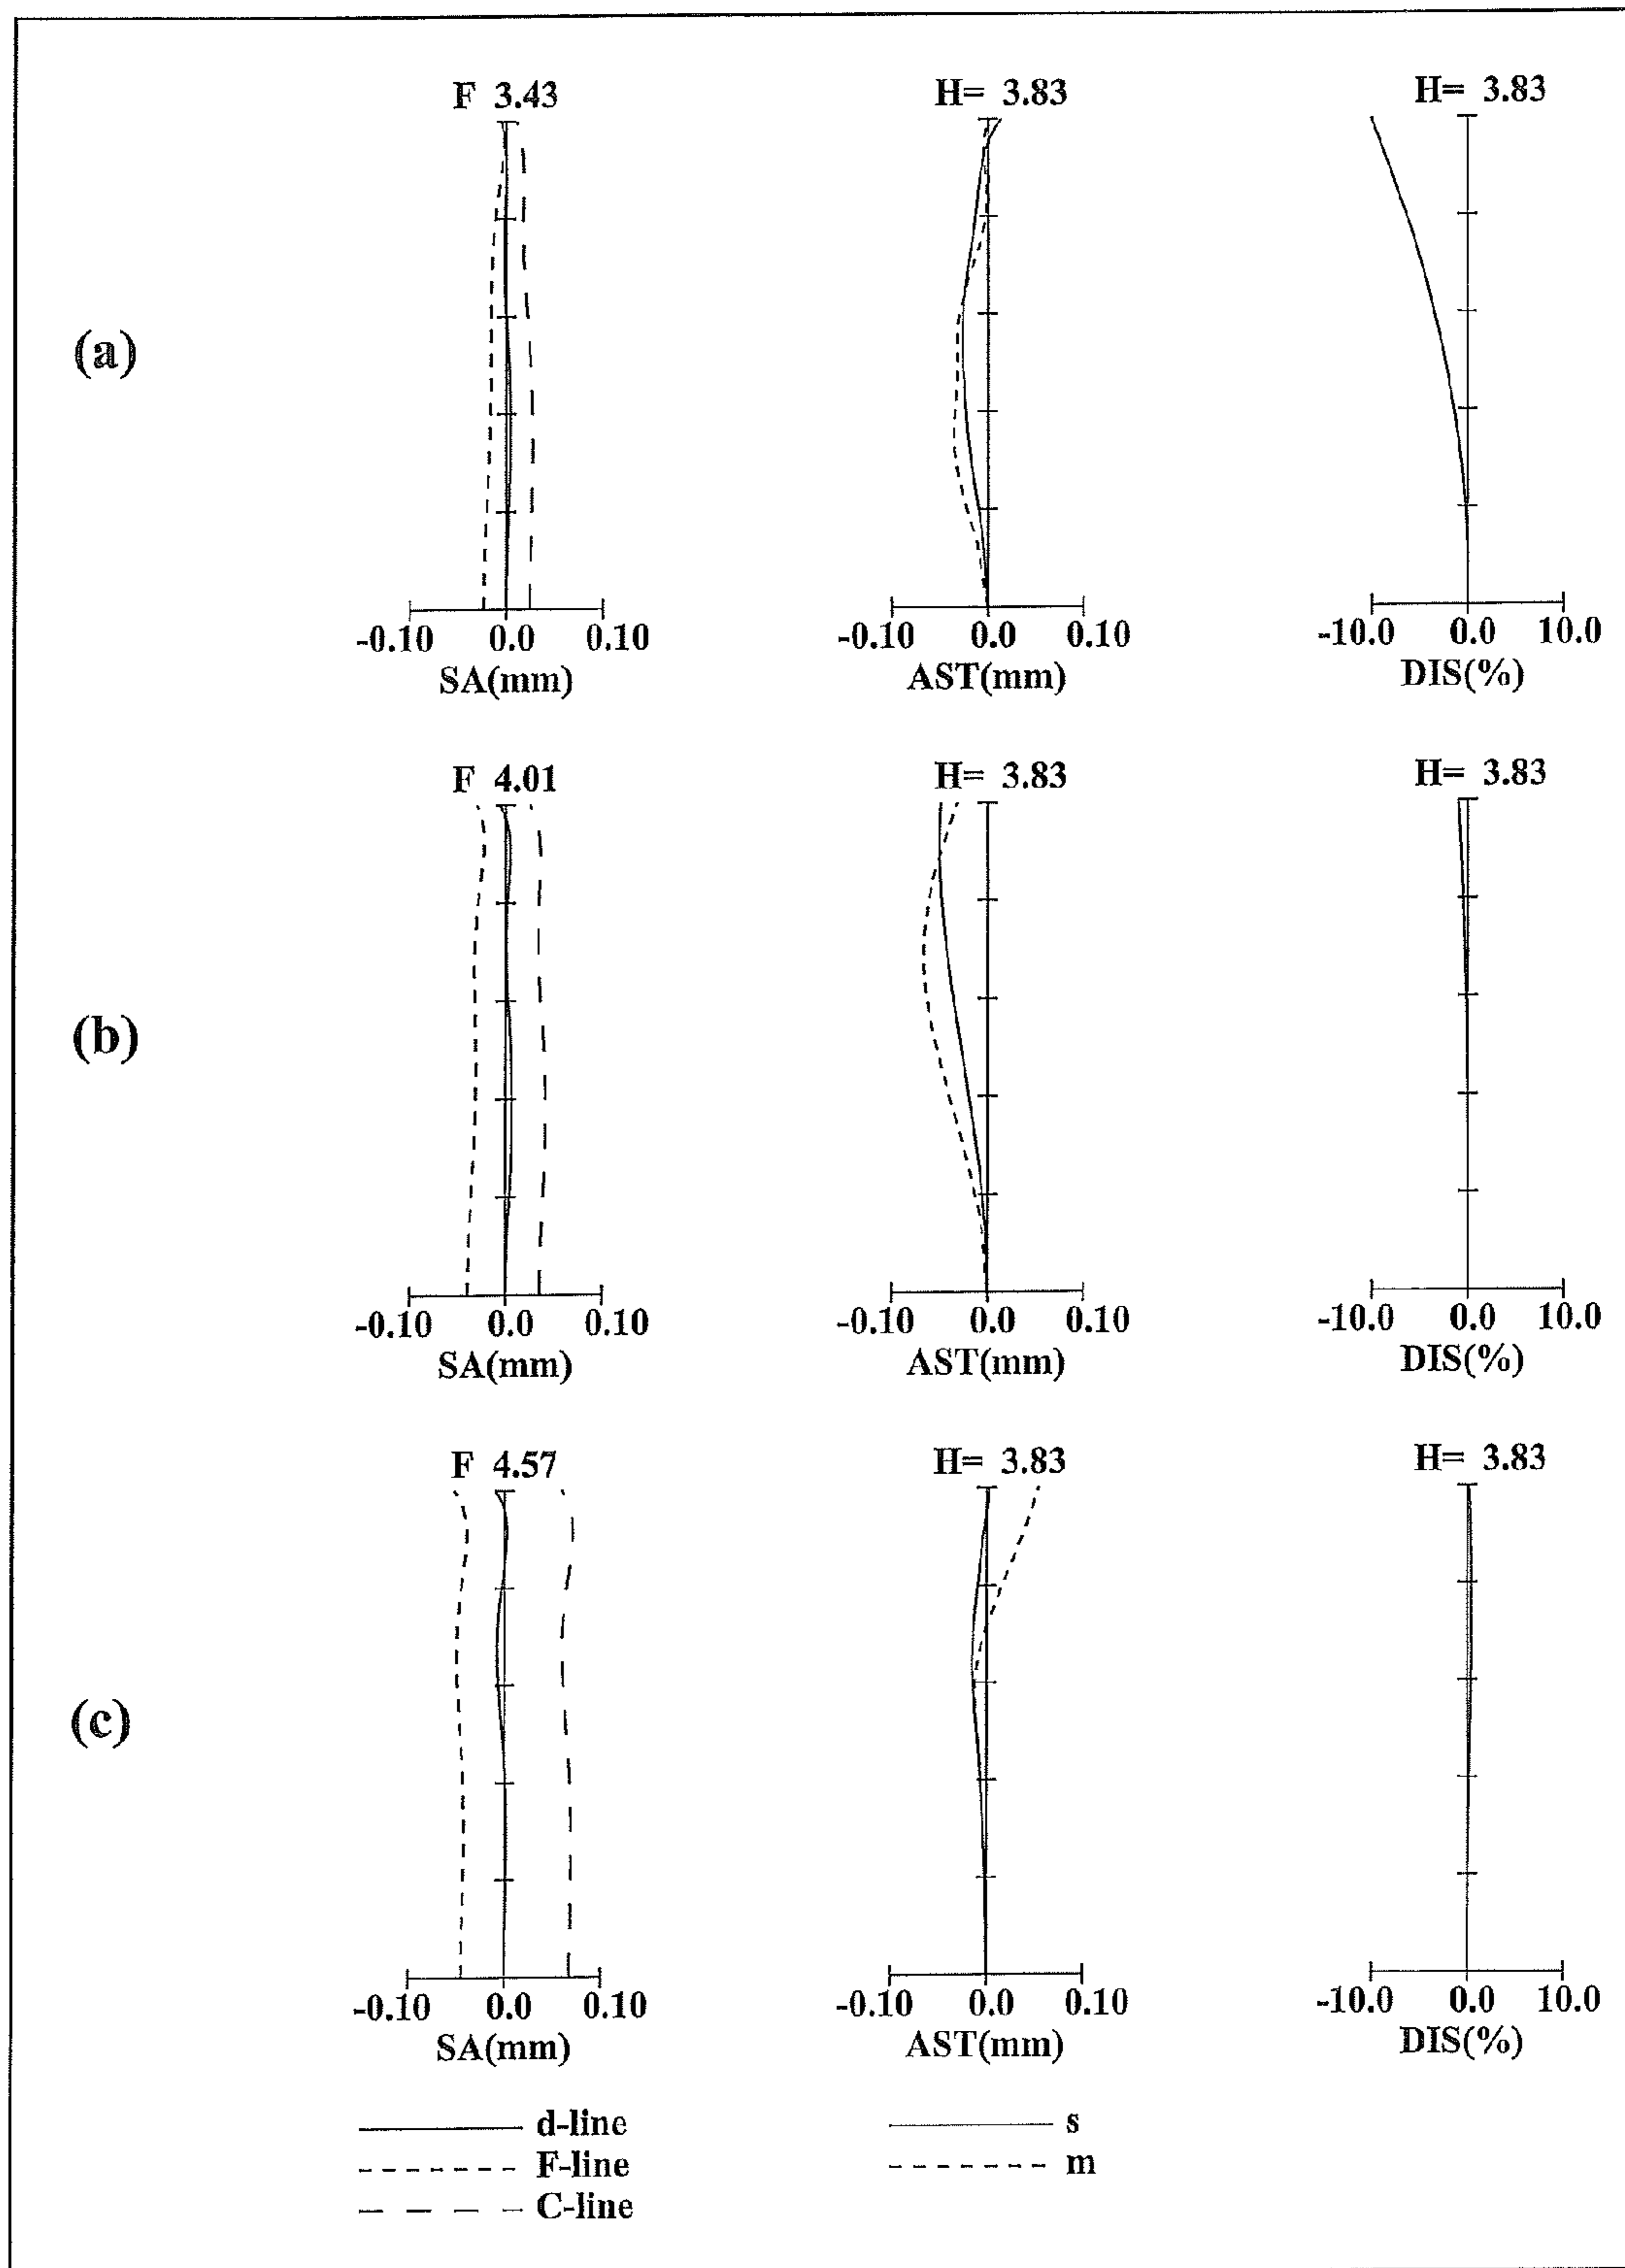 F 3.43 H= 3.83 H= 3.83
(a)
-0.10 0.0 0.10 -0.10 0.0 0.10 -10.0 0.0 10.0
SA(mm) AST(mm) DIS(%)
F 4.01 H= 3.83 H= 3.83
(b)
-0.10 0.0 0.10 -0.10 0.0 0.10 -10.0 0.0 10.0
SA(mm) AST(mm) DIS(%)
F 4.57 H= 3.83 H= 3.83
(c)
-0.10 0.0 0.10 -0.10 0.0 0.10 -10.0 0.0 10.0
SA(mm) AST(mm) DIS(%)
d-line s
F-line m
C-line